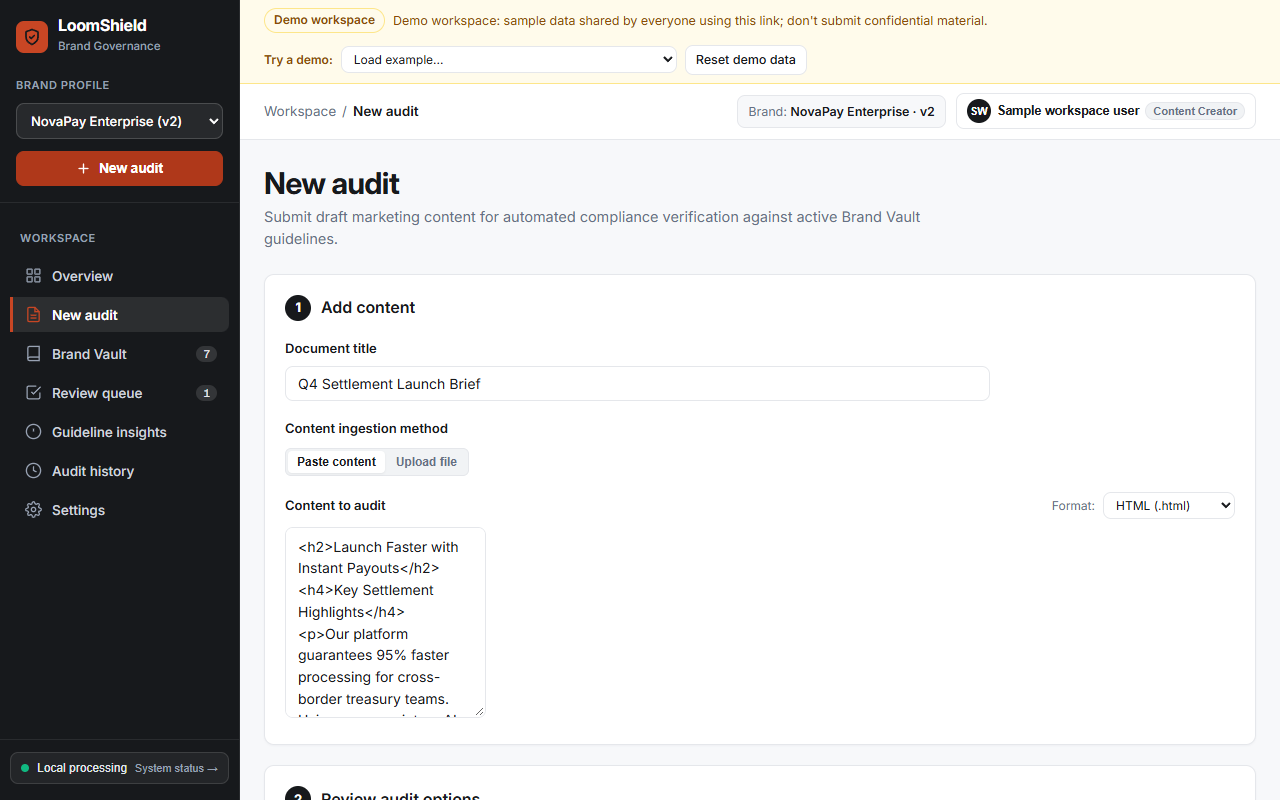 LoomShield
Brand Governance
BRAND PROFILE
NovaPay Enterprise (v2)
+ New audit
WORKSPACE
Overview
New audit
Brand Vault 7
Review queue 1
Guideline insights
Audit history
Settings
Local processing System status →
Demo workspace Demo workspace: sample data shared by everyone using this link; don't submit confidential material.
Try a demo: Load example... Reset demo data
Workspace / New audit Brand: NovaPay Enterprise · v2 SW Sample workspace user Content Creator
New audit
Submit draft marketing content for automated compliance verification against active Brand Vault
guidelines.
1 Add content
Document title
Q4 Settlement Launch Brief
Content ingestion method
Paste content Upload file
Content to audit Format: HTML (.html)
<h2>Launch Faster with
Instant Payouts</h2>
<h4>Key Settlement
Highlights</h4>
<p>Our platform
guarantees 95% faster
processing for cross-
border treasury teams.
2 Review audit options